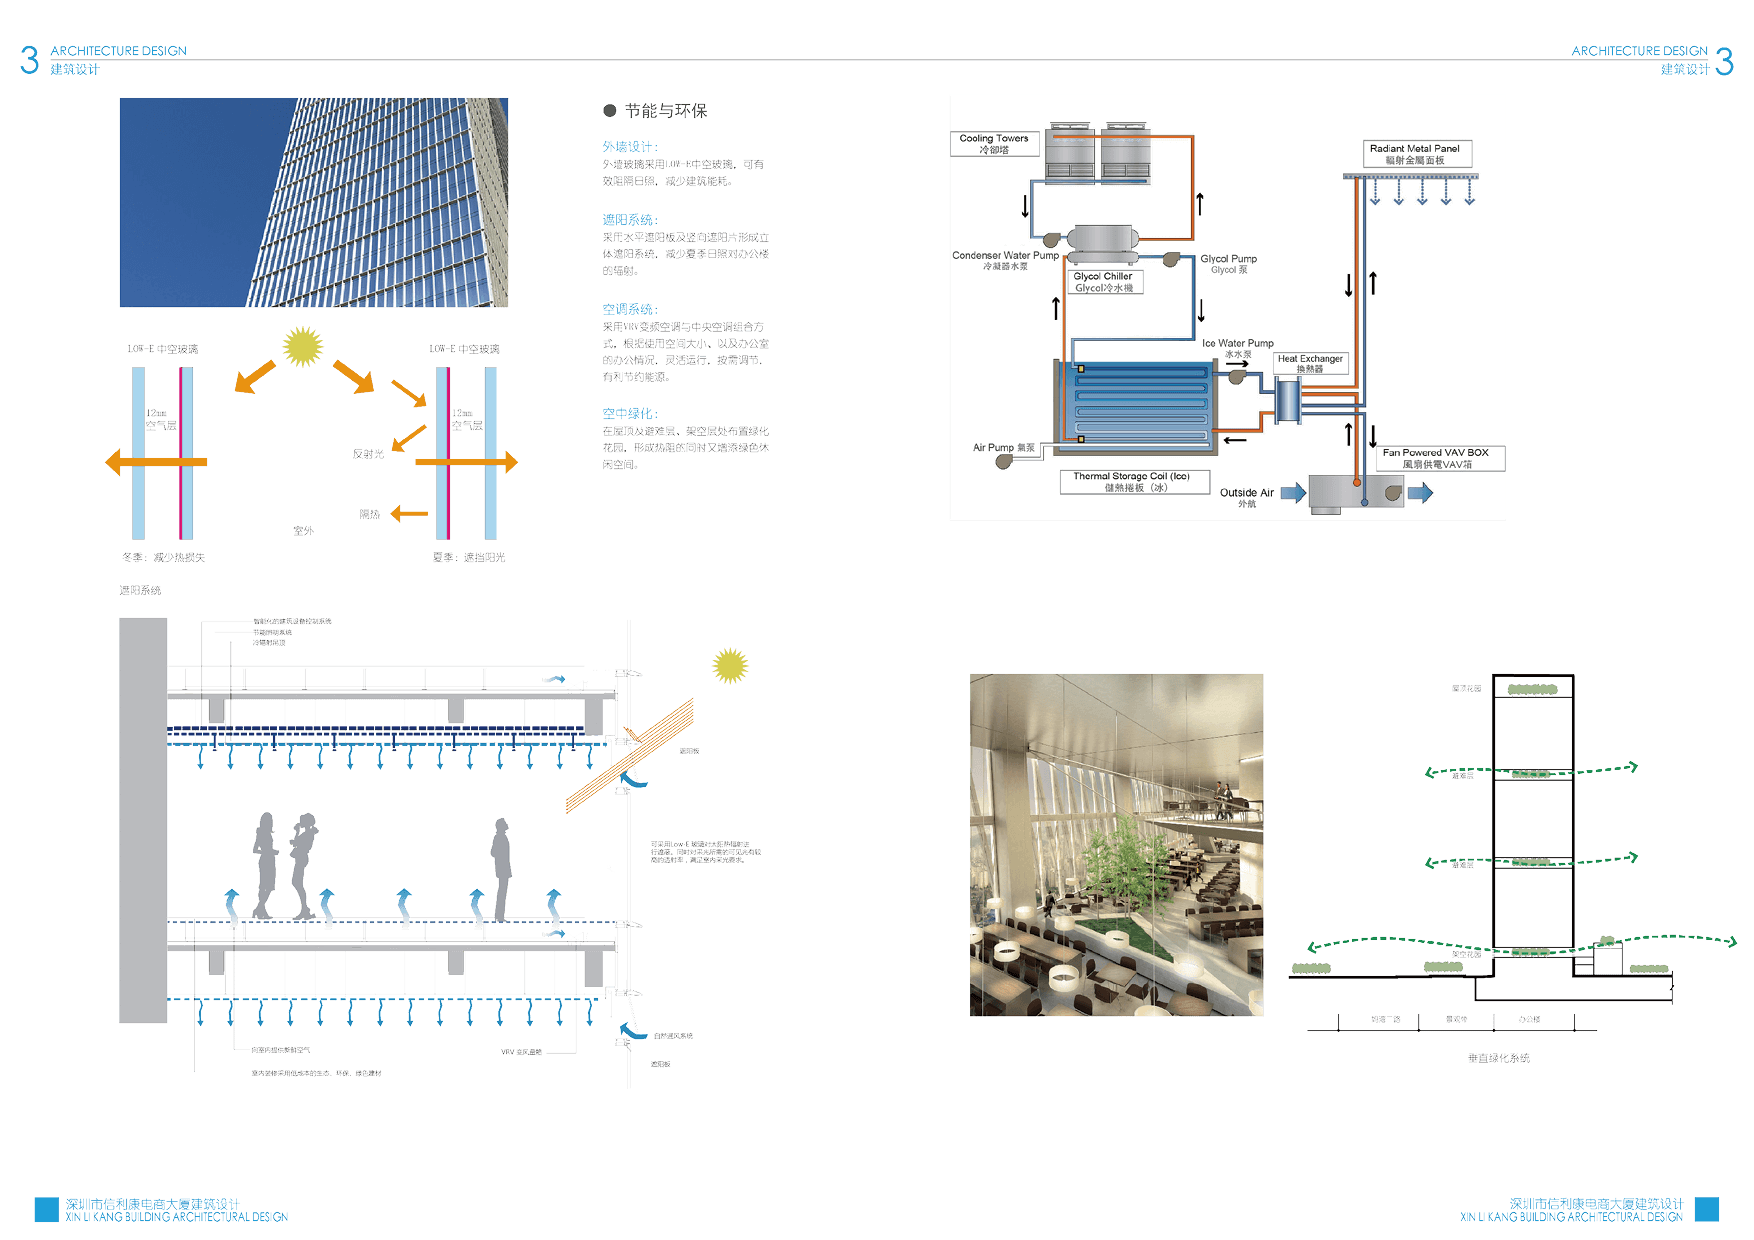 3
ARCHITECTURE DESIGN
建筑设计
ARCHITECTURE DESIGN
建筑设计
3
● 节能与环保
外墙设计：
外墙玻璃采用LOW-E中空玻璃，可有
效阻隔日照，减少建筑能耗。
遮阳系统：
采用水平遮阳板及竖向遮阳片形成立
体遮阳系统，减少夏季日照对办公楼
的辐射。
空调系统：
采用VRV变频空调与中央空调组合方
式，根据使用空间大小、以及办公室
的办公情况，灵活运行，按需调节，
有利节约能源。
空中绿化：
在屋顶及避难层、架空层处布置绿化
花园，形成热阻的同时又增添绿色休
闲空间。
LOW-E 中空玻璃
LOW-E 中空玻璃
12mm
空气层
12mm
空气层
反射光
隔热
室外
冬季：减少热损失
夏季：遮挡阳光
遮阳系统
智能化的建筑设备控制系统
节能照明系统
冷辐射吊顶
遮阳板
可采用Low-E 玻璃对太阳热辐射进
行遮蔽，同时对采光所需的可见光有较
高的透射率，满足室内采光要求。
自然通风系统
遮阳板
向室内提供新鲜空气
VRV 变风量箱
室内装修采用低成本的生态、环保、绿色建材
Cooling Towers
冷卻塔
Radiant Metal Panel
輻射金屬面板
Condenser Water Pump
冷凝器水泵
Glycol Pump
Glycol 泵
Glycol Chiller
Glycol冷水機
Ice Water Pump
冰水泵
Heat Exchanger
換熱器
Air Pump 氣泵
Thermal Storage Coil (Ice)
儲熱捲板（冰）
Fan Powered VAV BOX
風扇供電VAV箱
Outside Air
外航
屋顶花园
避难层
避难层
架空花园
景观带
办公楼
垂直绿化系统
深圳市信利康电商大厦建筑设计
XIN LI KANG BUILDING ARCHITECTURAL DESIGN
深圳市信利康电商大厦建筑设计
XIN LI KANG BUILDING ARCHITECTURAL DESIGN